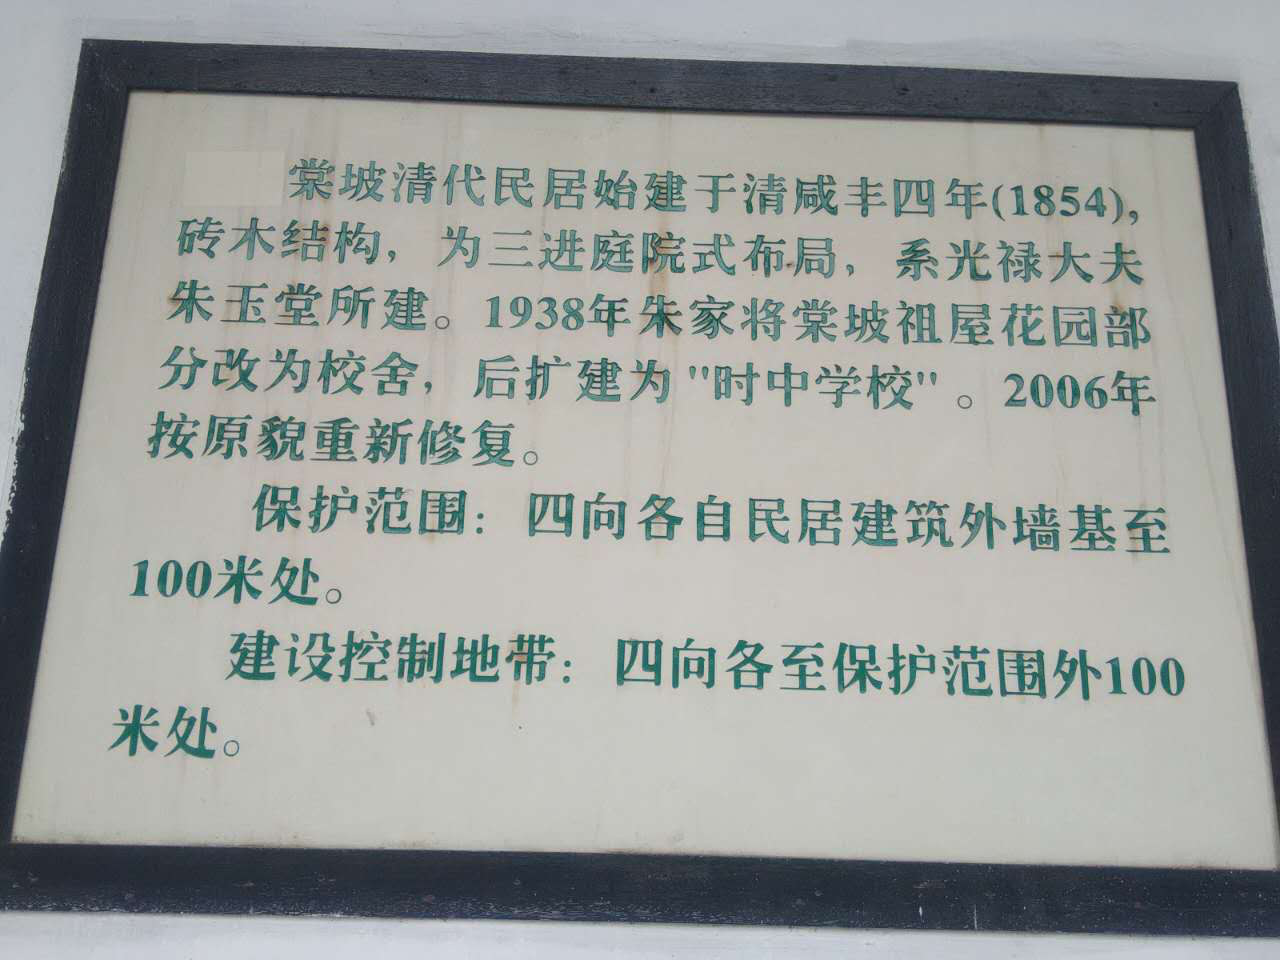 棠坡清代民居始建于清咸丰四年(1854),
砖木结构，为三进庭院式布局，系光禄大夫
朱玉堂所建。1938年朱家将棠坡祖屋花园部
分改为校舍，后扩建为"时中学校"。2006年
按原貌重新修复。
保护范围：四向各自民居建筑外墙基至
100米处。
建设控制地带：四向各至保护范围外100
米处。